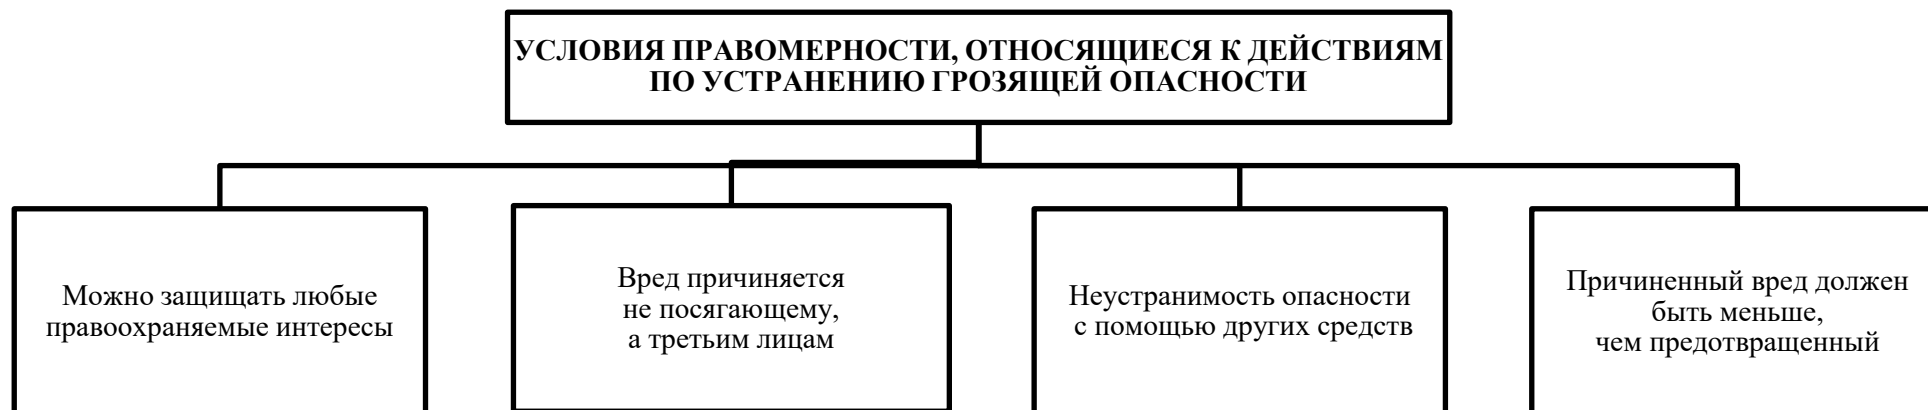 УСЛОВИЯ ПРАВОМЕРНОСТИ, ОТНОСЯЩИЕСЯ К ДЕЙСТВИЯМ
ПО УСТРАНЕНИЮ ГРОЗЯЩЕЙ ОПАСНОСТИ
Можно защищать любые
правоохраняемые интересы
Вред причиняется
не посягающему,
а третьим лицам
Неустранимость опасности
с помощью других средств
Причиненный вред должен
быть меньше,
чем предотвращенный